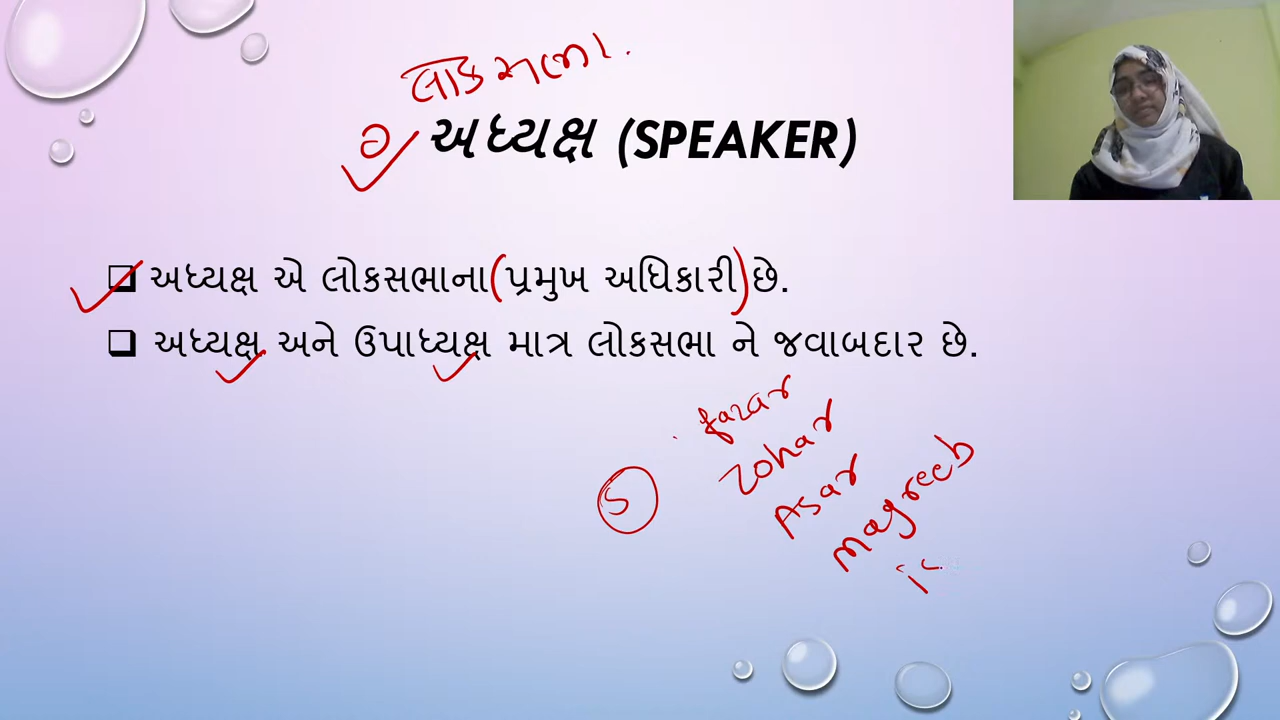 લોકસભા.
અધ્યક્ષ (SPEAKER)
અધ્યક્ષ એ લોકસભાના (પ્રમુખ અધિકારી) છે.
અધ્યક્ષ અને ઉપાધ્યક્ષ માત્ર લોકસભા ને જવાબદાર છે.
fazar
zohar
5
Asar
magreeb